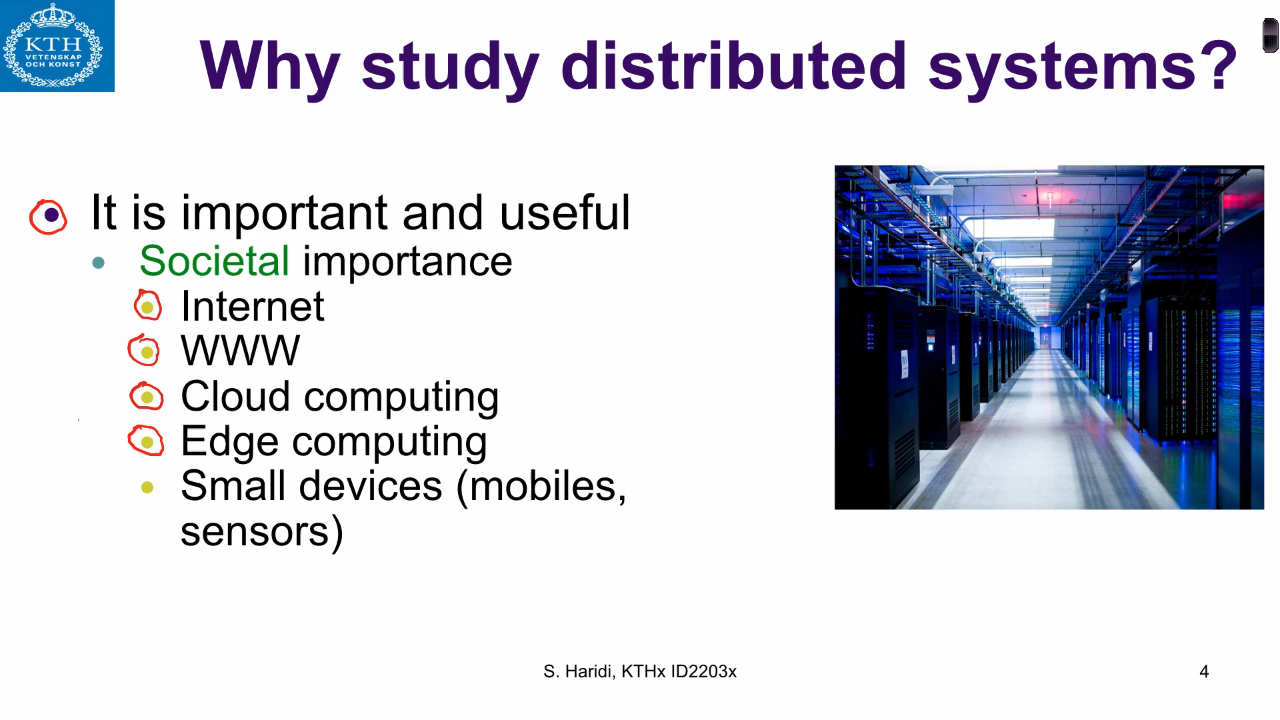 KTH
VETENSKAP
OCH KONST
Why study distributed systems?
It is important and useful
Societal importance
Internet
WWW
Cloud computing
Edge computing
Small devices (mobiles,
sensors)
S. Haridi, KTHx ID2203x
4